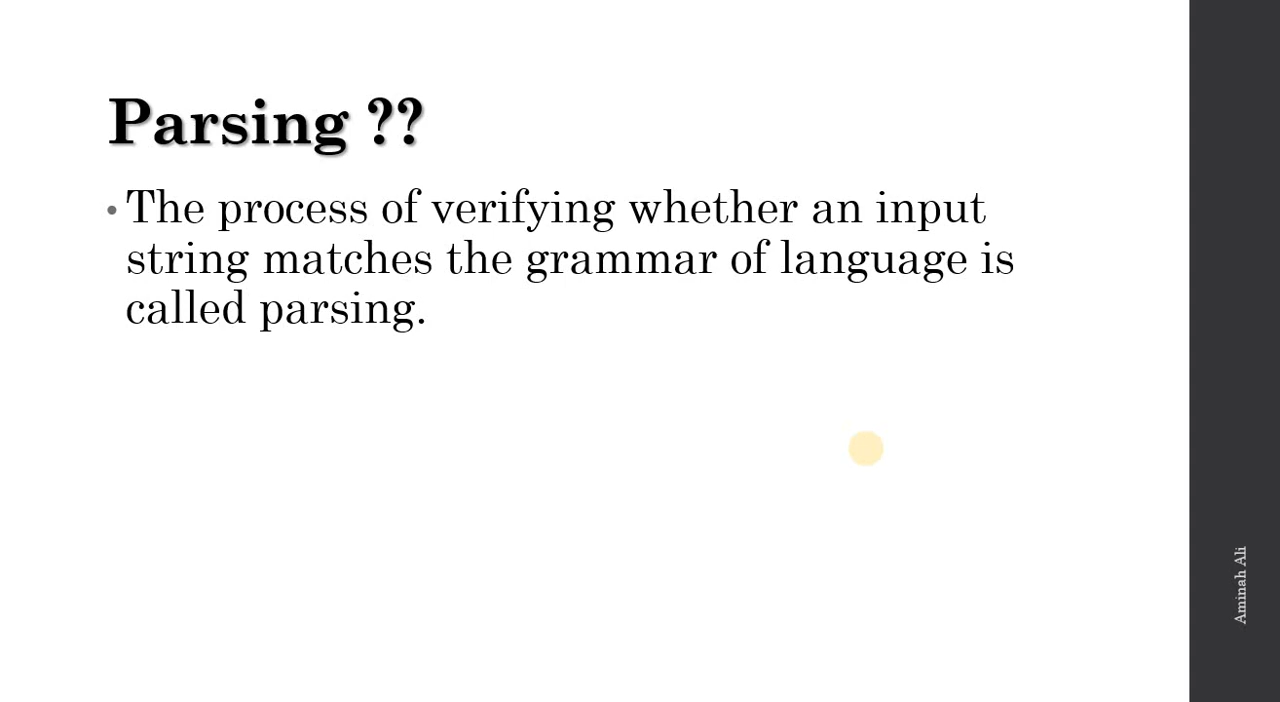 Parsing ??
• The process of verifying whether an input
string matches the grammar of language is
called parsing.
Aminah Ali